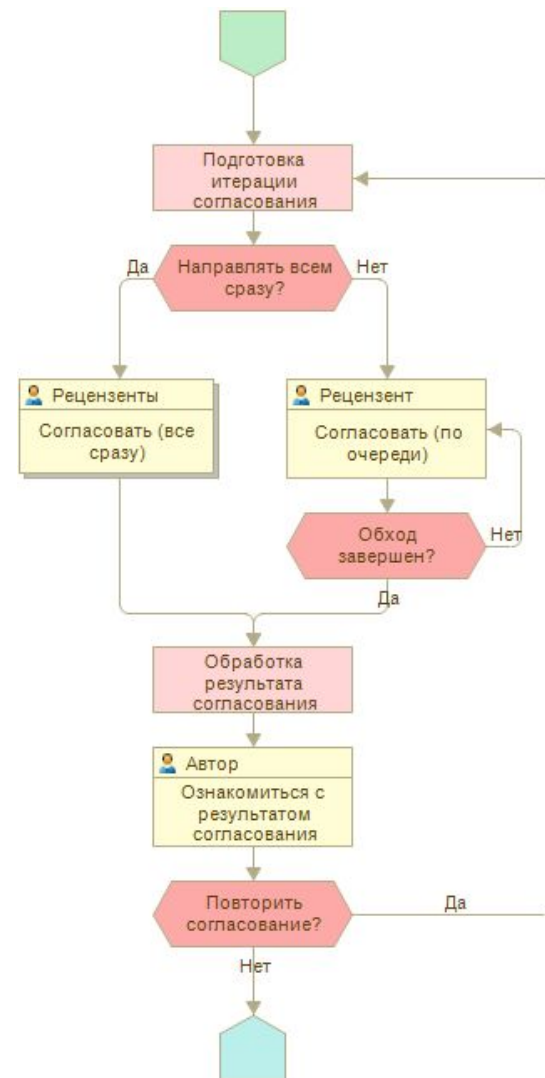 Подготовка
итерации
согласования
Направлять всем
сразу?
Да
Нет
Рецензенты
Согласовать (все
сразу)
Рецензент
Согласовать (по
очереди)
Обход
завершен?
Нет
Да
Обработка
результата
согласования
Автор
Ознакомиться с
результатом
согласования
Повторить
согласование?
Да
Нет